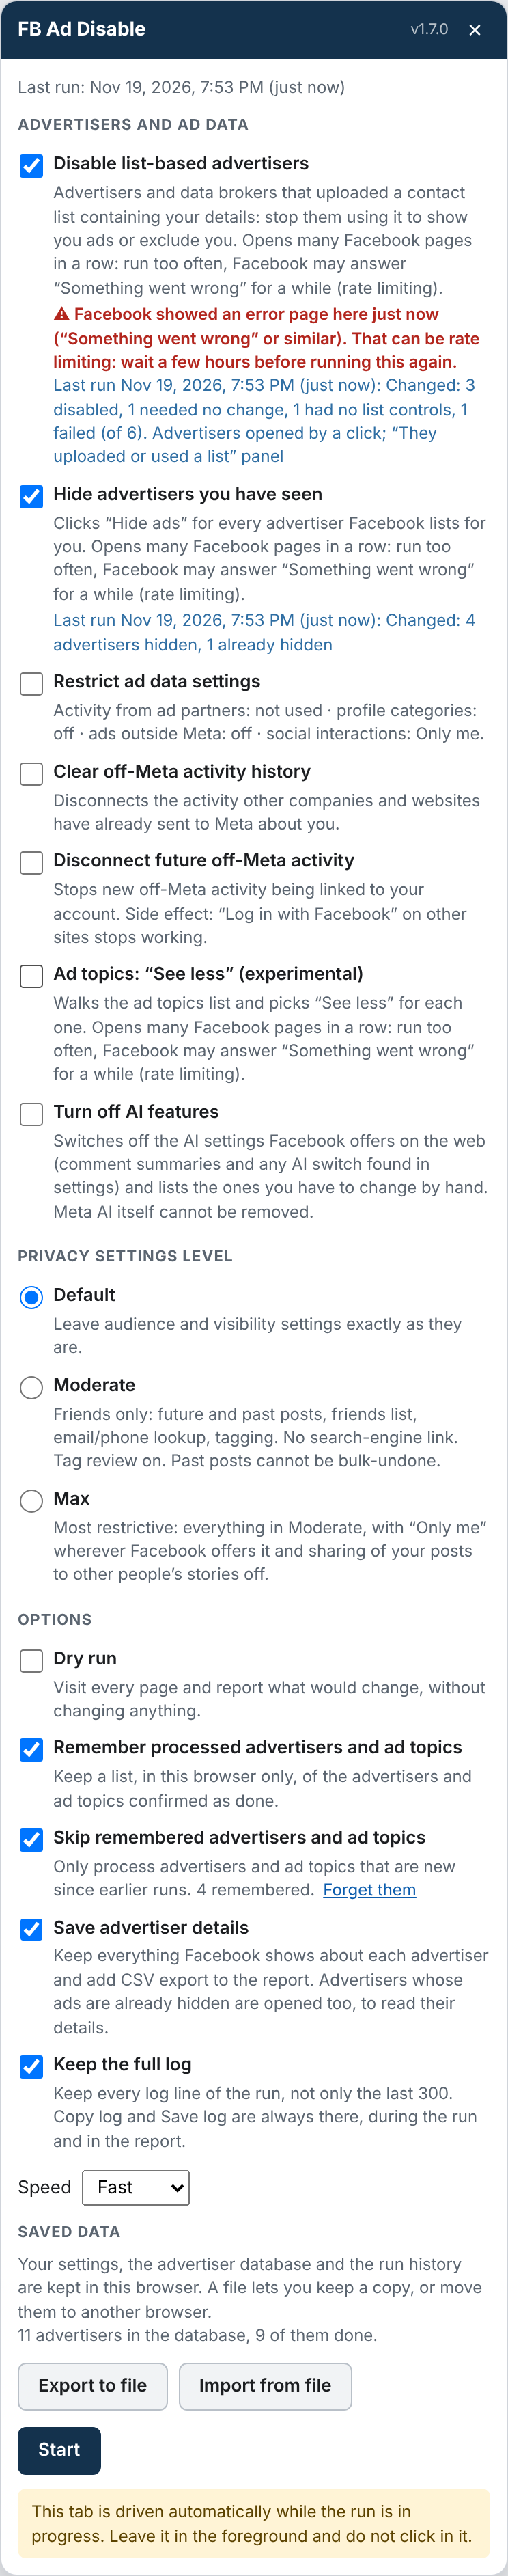 FB Ad Disable
v1.7.0 ×
Last run: Nov 19, 2026, 7:53 PM (just now)
ADVERTISERS AND AD DATA
Disable list-based advertisers
Advertisers and data brokers that uploaded a contact
list containing your details: stop them using it to show
you ads or exclude you. Opens many Facebook pages
in a row: run too often, Facebook may answer
“Something went wrong” for a while (rate limiting).
⚠ Facebook showed an error page here just now
(“Something went wrong” or similar). That can be rate
limiting: wait a few hours before running this again.
Last run Nov 19, 2026, 7:53 PM (just now): Changed: 3
disabled, 1 needed no change, 1 had no list controls, 1
failed (of 6). Advertisers opened by a click; “They
uploaded or used a list” panel
Hide advertisers you have seen
Clicks “Hide ads” for every advertiser Facebook lists for
you. Opens many Facebook pages in a row: run too
often, Facebook may answer “Something went wrong”
for a while (rate limiting).
Last run Nov 19, 2026, 7:53 PM (just now): Changed: 4
advertisers hidden, 1 already hidden
Restrict ad data settings
Activity from ad partners: not used · profile categories:
off · ads outside Meta: off · social interactions: Only me.
Clear off-Meta activity history
Disconnects the activity other companies and websites
have already sent to Meta about you.
Disconnect future off-Meta activity
Stops new off-Meta activity being linked to your
account. Side effect: “Log in with Facebook” on other
sites stops working.
Ad topics: “See less” (experimental)
Walks the ad topics list and picks “See less” for each
one. Opens many Facebook pages in a row: run too
often, Facebook may answer “Something went wrong”
for a while (rate limiting).
Turn off AI features
Switches off the AI settings Facebook offers on the web
(comment summaries and any AI switch found in
settings) and lists the ones you have to change by hand.
Meta AI itself cannot be removed.
PRIVACY SETTINGS LEVEL
Default
Leave audience and visibility settings exactly as they
are.
Moderate
Friends only: future and past posts, friends list,
email/phone lookup, tagging. No search-engine link.
Tag review on. Past posts cannot be bulk-undone.
Max
Most restrictive: everything in Moderate, with “Only me”
wherever Facebook offers it and sharing of your posts
to other people’s stories off.
OPTIONS
Dry run
Visit every page and report what would change, without
changing anything.
Remember processed advertisers and ad topics
Keep a list, in this browser only, of the advertisers and
ad topics confirmed as done.
Skip remembered advertisers and ad topics
Only process advertisers and ad topics that are new
since earlier runs. 4 remembered. Forget them
Save advertiser details
Keep everything Facebook shows about each advertiser
and add CSV export to the report. Advertisers whose
ads are already hidden are opened too, to read their
details.
Keep the full log
Keep every log line of the run, not only the last 300.
Copy log and Save log are always there, during the run
and in the report.
Speed Fast
SAVED DATA
Your settings, the advertiser database and the run history
are kept in this browser. A file lets you keep a copy, or move
them to another browser.
11 advertisers in the database, 9 of them done.
Export to file Import from file
Start
This tab is driven automatically while the run is in
progress. Leave it in the foreground and do not click in it.